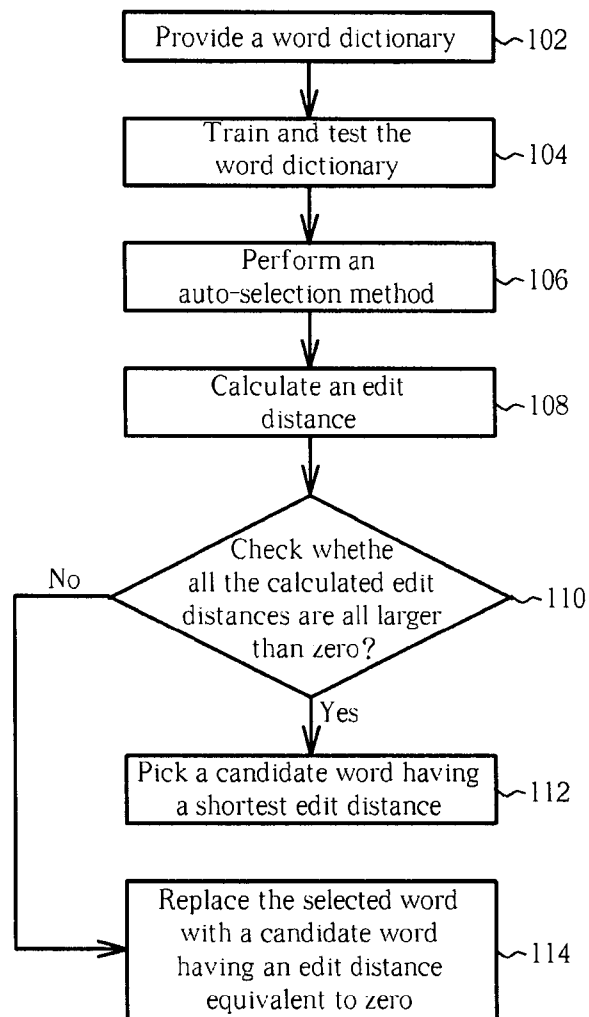 Provide a word dictionary
102
Train and test the
word dictionary
104
Perform an
auto-selection method
106
Calculate an edit
distance
108
Check whethe
all the calculated edit
distances are all larger
than zero?
110
No
Yes
Pick a candidate word having
a shortest edit distance
112
Replace the selected word
with a candidate word
having an edit distance
equivalent to zero
114